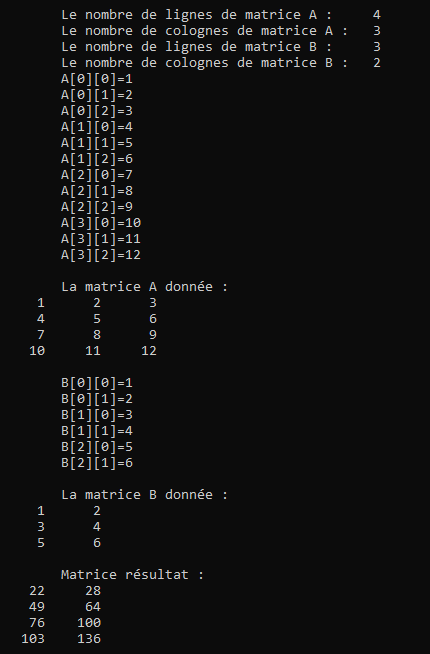 Le nombre de lignes de matrice A : 4
Le nombre de colognes de matrice A : 3
Le nombre de lignes de matrice B : 3
Le nombre de colognes de matrice B : 2
A[0][0]=1
A[0][1]=2
A[0][2]=3
A[1][0]=4
A[1][1]=5
A[1][2]=6
A[2][0]=7
A[2][1]=8
A[2][2]=9
A[3][0]=10
A[3][1]=11
A[3][2]=12
La matrice A donnée :
1 2 3
4 5 6
7 8 9
10 11 12
B[0][0]=1
B[0][1]=2
B[1][0]=3
B[1][1]=4
B[2][0]=5
B[2][1]=6
La matrice B donnée :
1 2
3 4
5 6
Matrice résultat :
22 28
49 64
76 100
103 136